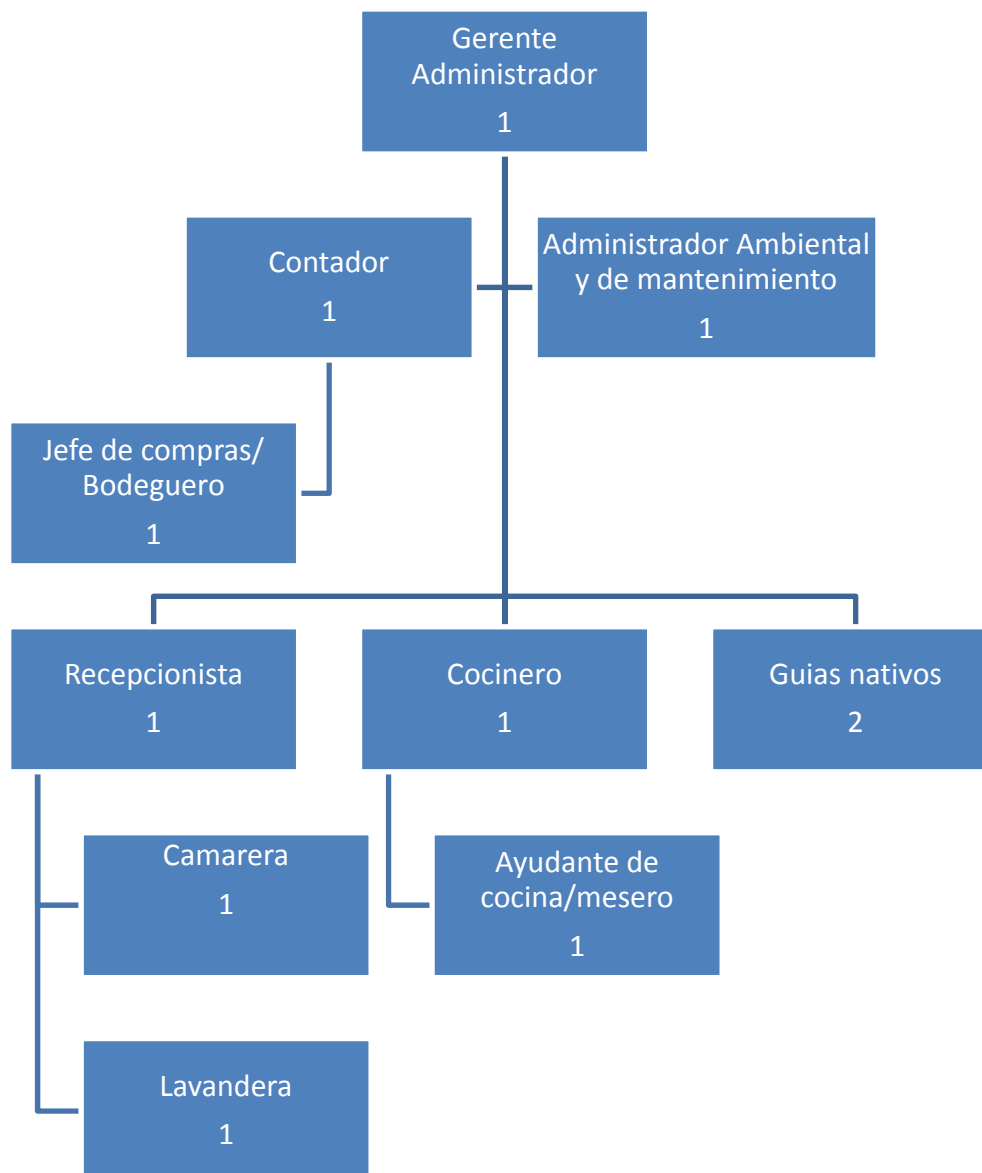 Gerente
Administrador
1
Contador
1
Administrador Ambiental
y de mantenimiento
1
Jefe de compras/
Bodeguero
1
Recepcionista
1
Cocinero
1
Guias nativos
2
Camarera
1
Ayudante de
cocina/mesero
1
Lavandera
1